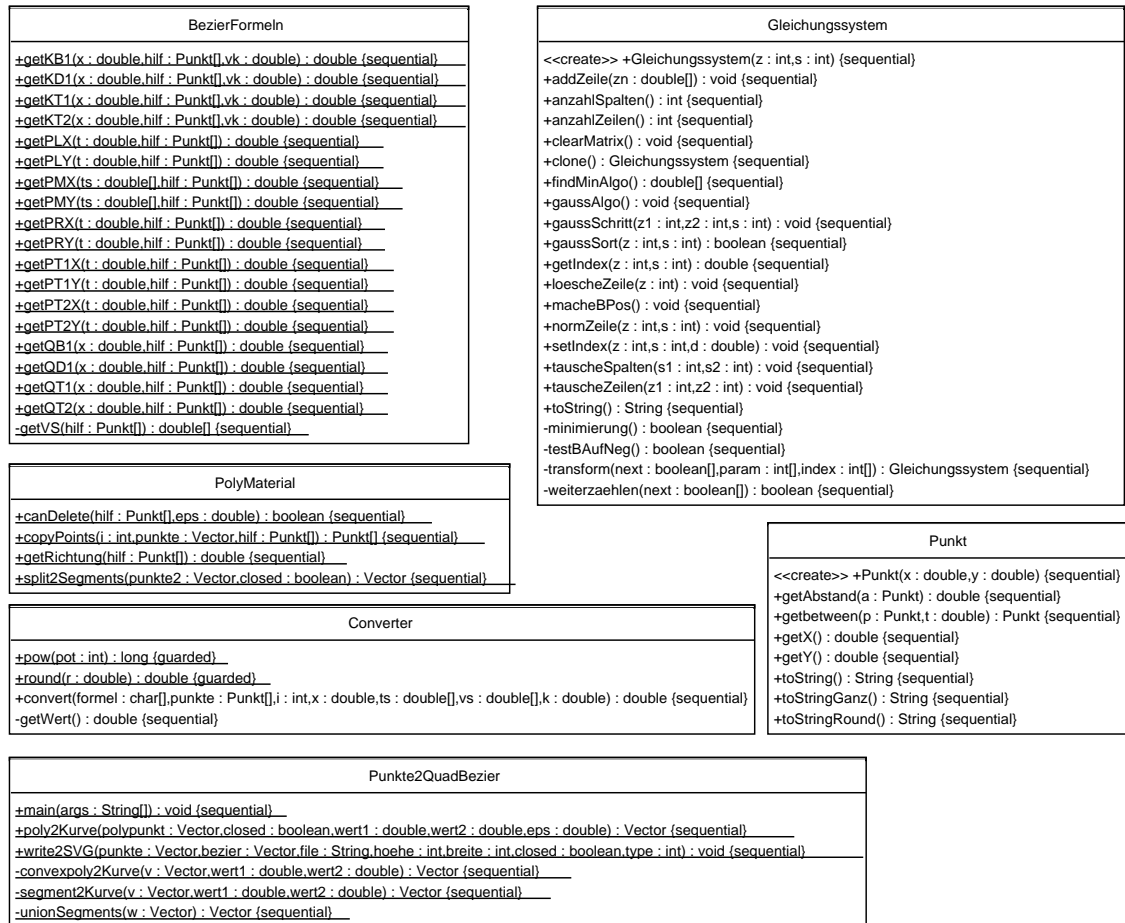 BezierFormeln
+getKB1(x : double,hilf : Punkt[],vk : double) : double {sequential}
+getKD1(x : double,hilf : Punkt[],vk : double) : double {sequential}
+getKT1(x : double,hilf : Punkt[],vk : double) : double {sequential}
+getKT2(x : double,hilf : Punkt[],vk : double) : double {sequential}
+getPLX(t : double,hilf : Punkt[]) : double {sequential}
+getPLY(t : double,hilf : Punkt[]) : double {sequential}
+getPMX(ts : double[],hilf : Punkt[]) : double {sequential}
+getPMY(ts : double[],hilf : Punkt[]) : double {sequential}
+getPRX(t : double,hilf : Punkt[]) : double {sequential}
+getPRY(t : double,hilf : Punkt[]) : double {sequential}
+getPT1X(t : double,hilf : Punkt[]) : double {sequential}
+getPT1Y(t : double,hilf : Punkt[]) : double {sequential}
+getPT2X(t : double,hilf : Punkt[]) : double {sequential}
+getPT2Y(t : double,hilf : Punkt[]) : double {sequential}
+getQB1(x : double,hilf : Punkt[]) : double {sequential}
+getQD1(x : double,hilf : Punkt[]) : double {sequential}
+getQT1(x : double,hilf : Punkt[]) : double {sequential}
+getQT2(x : double,hilf : Punkt[]) : double {sequential}
-getVS(hilf : Punkt[]) : double[] {sequential}
Gleichungssystem
<<create>> +Gleichungssystem(z : int,s : int) {sequential}
+addZeile(zn : double[]) : void {sequential}
+anzahlSpalten() : int {sequential}
+anzahlZeilen() : int {sequential}
+clearMatrix() : void {sequential}
+clone() : Gleichungssystem {sequential}
+findMinAlgo() : double[] {sequential}
+gaussAlgo() : void {sequential}
+gaussSchritt(z1 : int,z2 : int,s : int) : void {sequential}
+gaussSort(z : int,s : int) : boolean {sequential}
+getIndex(z : int,s : int) : double {sequential}
+loescheZeile(z : int) : void {sequential}
+macheBPos() : void {sequential}
+normZeile(z : int,s : int) : void {sequential}
+setIndex(z : int,s : int,d : double) : void {sequential}
+tauscheSpalten(s1 : int,s2 : int) : void {sequential}
+tauscheZeilen(z1 : int,z2 : int) : void {sequential}
+toString() : String {sequential}
-minimierung() : boolean {sequential}
-testBAufNeg() : boolean {sequential}
-transform(next : boolean[],param : int[],index : int[]) : Gleichungssystem {sequential}
-weiterzaehlen(next : boolean[]) : boolean {sequential}
PolyMaterial
+canDelete(hilf : Punkt[],eps : double) : boolean {sequential}
+copyPoints(i : int,punkte : Vector,hilf : Punkt[]) : Punkt[] {sequential}
+getRichtung(hilf : Punkt[]) : double {sequential}
+split2Segments(punkte2 : Vector,closed : boolean) : Vector {sequential}
Punkt
<<create>> +Punkt(x : double,y : double) {sequential}
+getAbstand(a : Punkt) : double {sequential}
+getbetween(p : Punkt,t : double) : Punkt {sequential}
+getX() : double {sequential}
+getY() : double {sequential}
+toString() : String {sequential}
+toStringGanz() : String {sequential}
+toStringRound() : String {sequential}
Converter
+pow(pot : int) : long {guarded}
+round(r : double) : double {guarded}
+convert(formel : char[],punkte : Punkt[],i : int,x : double,ts : double[],vs : double[],k : double) : double {sequential}
-getWert() : double {sequential}
Punkte2QuadBezier
+main(args : String[]) : void {sequential}
+poly2Kurve(polypunkt : Vector,closed : boolean,wert1 : double,wert2 : double,eps : double) : Vector {sequential}
+write2SVG(punkte : Vector,bezier : Vector,file : String,hoehe : int,breite : int,closed : boolean,type : int) : void {sequential}
-convexpoly2Kurve(v : Vector,wert1 : double,wert2 : double) : Vector {sequential}
-segment2Kurve(v : Vector,wert1 : double,wert2 : double) : Vector {sequential}
-unionSegments(w : Vector) : Vector {sequential}